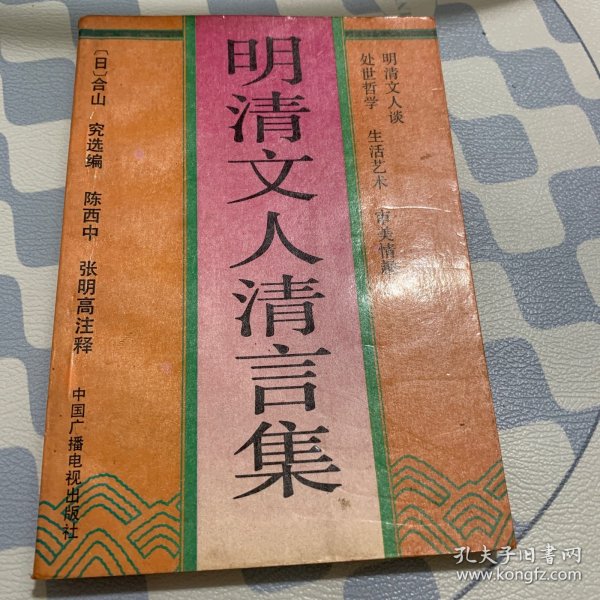 明清文人谈
处世哲学 生活艺术 审美情趣
明清文人清言集
〔日〕合山 究选编 陈西中 张明高注释
中国广播电视出版社
孔夫子旧书网
www.kongfz.com